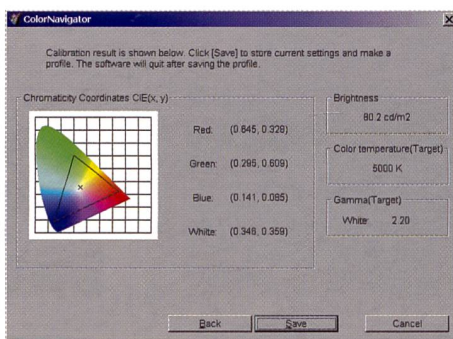 ColorNavigator
Calibration result is shown below. Click [Save] to store current settings and make a
profile. The software will quit after saving the profile.
Chromaticity Coordinates CIE(x, y)
Red: (0.645, 0.329)
Green: (0.295, 0.609)
Blue: (0.141, 0.065)
White: (0.346, 0.359)
Brightness
80.2 cd/m2
Color temperature(Target)
5000 K
Gamma(Target)
White: 2.20
Back
Save
Cancel